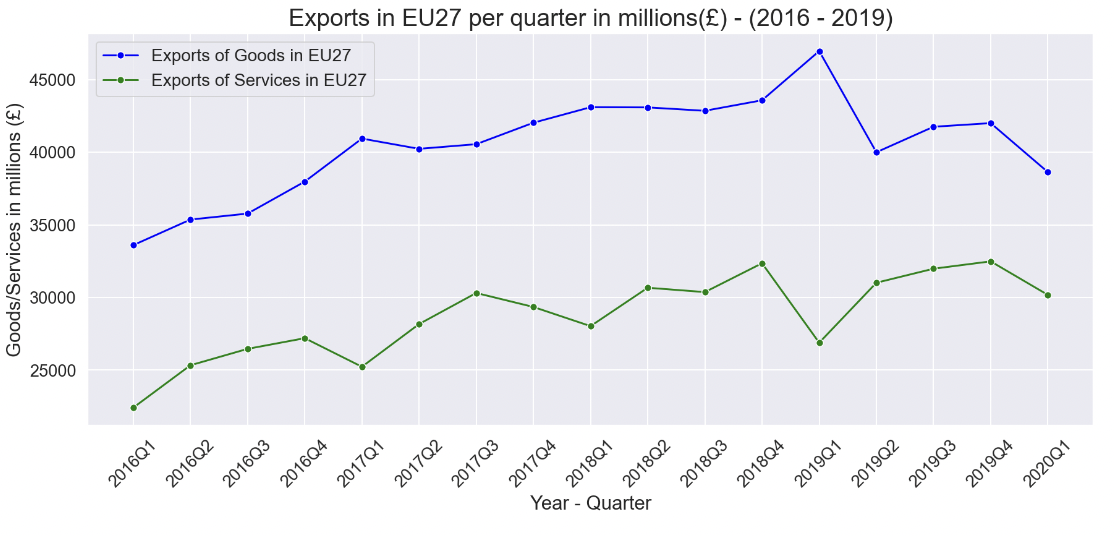 Exports in EU27 per quarter in millions(£) - (2016 - 2019)
Exports of Goods in EU27
Exports of Services in EU27
Goods/Services in millions (£)
45000
40000
35000
30000
25000
2016Q1
2016Q2
2016Q3
2016Q4
2017Q1
2017Q2
2017Q3
2017Q4
2018Q1
2018Q2
2018Q3
2018Q4
2019Q1
2019Q2
2019Q3
2019Q4
2020Q1
Year - Quarter